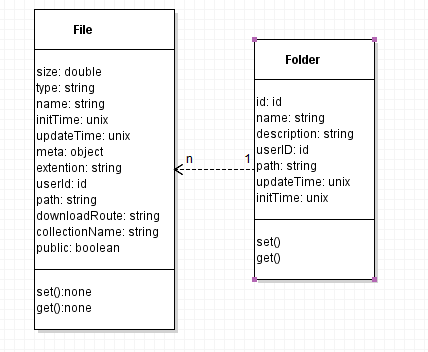 File
size: double
type: string
name: string
initTime: unix
updateTime: unix
meta: object
extention: string
userId: id
path: string
downloadRoute: string
collectionName: string
public: boolean
set():none
get():none
n
1
Folder
id: id
name: string
description: string
userID: id
path: string
updateTime: unix
initTime: unix
set()
get()